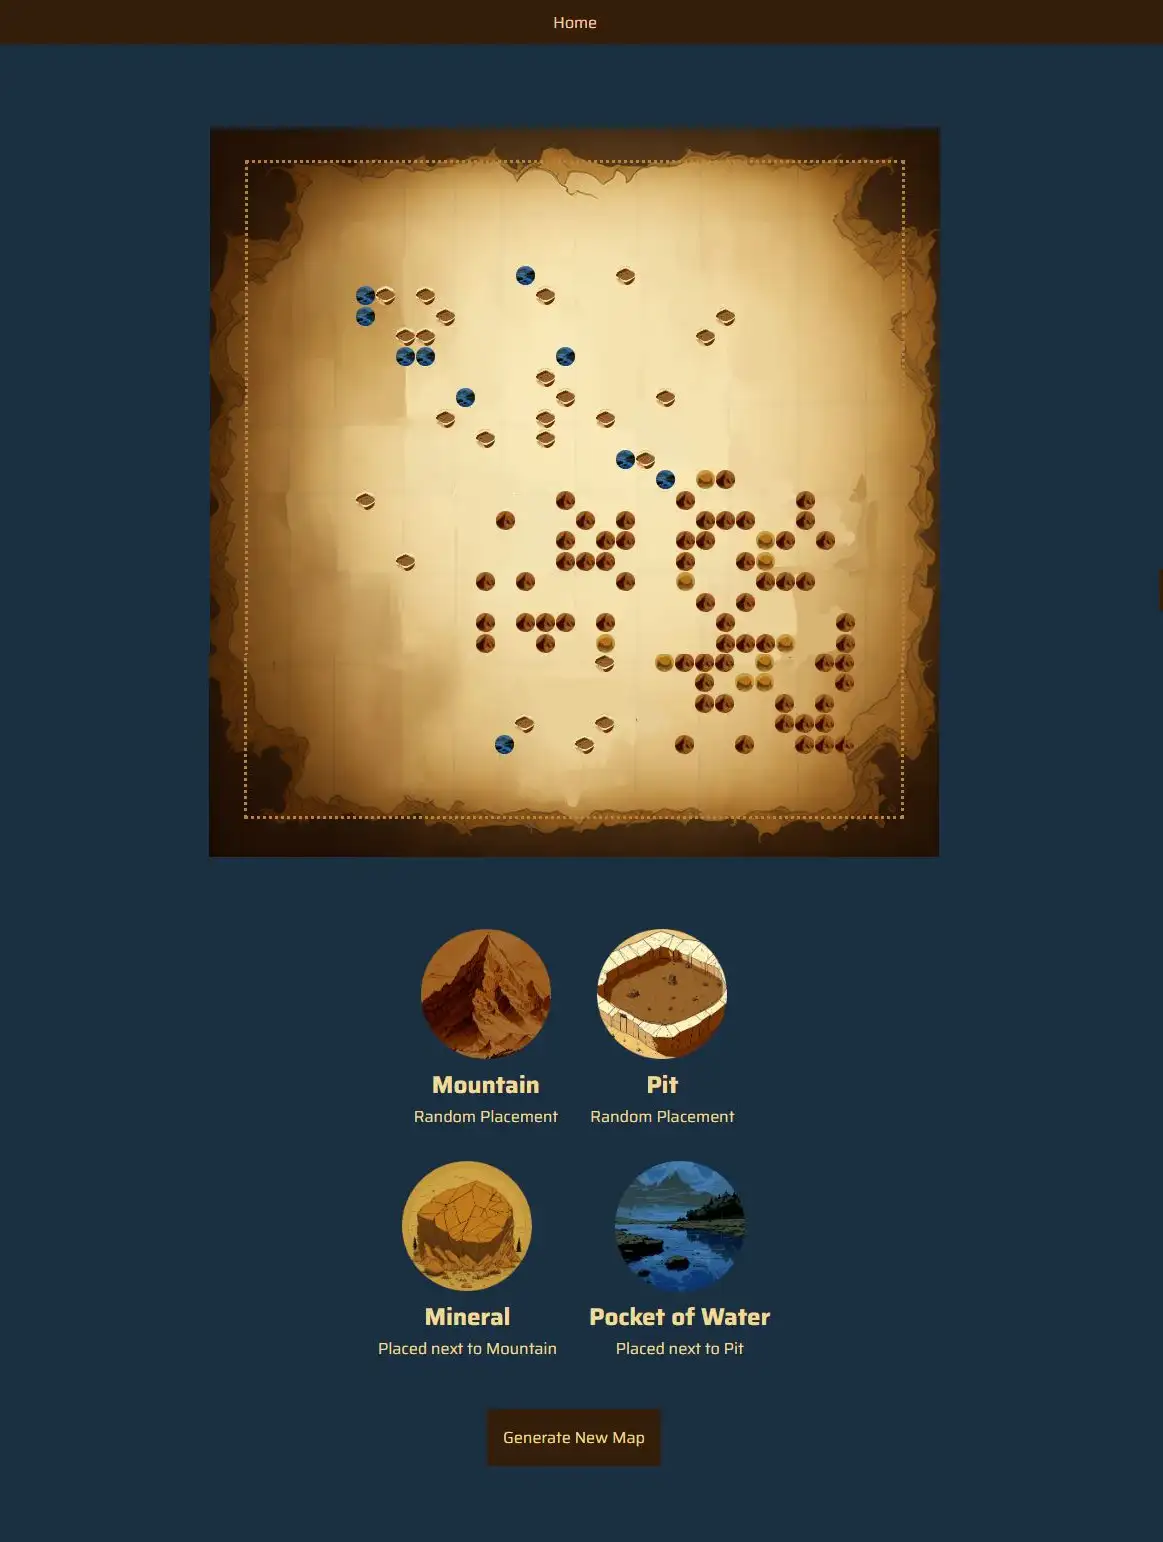 Home
Mountain
Random Placement
Pit
Random Placement
Mineral
Placed next to Mountain
Pocket of Water
Placed next to Pit
Generate New Map